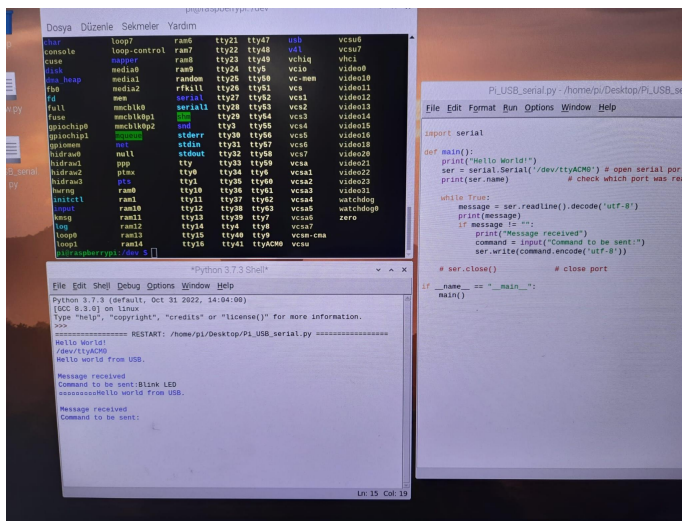 pi@raspberrypi: /dev
Dosya Düzenle Sekmeler Yardım
char loop7 ram6 tty21 tty47 usb vcsu6
console loop-control ram7 tty22 tty48 v4l vcsu7
cuse mapper ram8 tty23 tty49 vchiq vhci
disk media0 ram9 tty24 tty5 vcio video0
dma_heap media1 random tty25 tty50 vc-mem video10
fb0 media2 rfkill tty26 tty51 vcs video11
fd mem serial tty27 tty52 vcs1 video12
full mmcblk0 serial1 tty28 tty53 vcs2 video13
fuse mmcblk0p1 shm tty29 tty54 vcs3 video14
gpiochip0 mmcblk0p2 snd tty3 tty55 vcs4 video15
gpiochip1 mqueue stderr tty30 tty56 vcs5 video16
gpiomem net stdin tty31 tty57 vcs6 video18
hidraw0 null stdout tty32 tty58 vcs7 video20
hidraw1 ppp tty tty33 tty59 vcsa video21
hidraw2 ptmx tty0 tty34 tty6 vcsa1 video22
hidraw3 pts tty1 tty35 tty60 vcsa2 video23
hwrng ram0 tty10 tty36 tty61 vcsa3 video31
initctl ram1 tty11 tty37 tty62 vcsa4 watchdog
input ram10 tty12 tty38 tty63 vcsa5 watchdog0
kmsg ram11 tty13 tty39 tty7 vcsa6 zero
log ram12 tty14 tty4 tty8 vcsa7
loop0 ram13 tty15 tty40 tty9 vcsm-cma
loop1 ram14 tty16 tty41 ttyACM0 vcsu
pi@raspberrypi:/dev $
*Python 3.7.3 Shell*
File Edit Shell Debug Options Window Help
Python 3.7.3 (default, Oct 31 2022, 14:04:00)
[GCC 8.3.0] on linux
Type "help", "copyright", "credits" or "license()" for more information.
>>>
================= RESTART: /home/pi/Desktop/Pi_USB_serial.py =================
Hello World!
/dev/ttyACM0
Hello world from USB.
Message received
Command to be sent:Blink LED
=========Hello world from USB.
Message received
Command to be sent:
Ln: 15 Col: 19
Pi_USB_serial.py - /home/pi/Desktop/Pi_USB_se
File Edit Format Run Options Window Help
import serial
def main():
print("Hello World!")
ser = serial.Serial('/dev/ttyACM0') # open serial por
print(ser.name) # check which port was rea
while True:
message = ser.readline().decode('utf-8')
print(message)
if message != "":
print("Message received")
command = input("Command to be sent:")
ser.write(command.encode('utf-8'))
# ser.close() # close port
if __name__ == "__main__":
main()